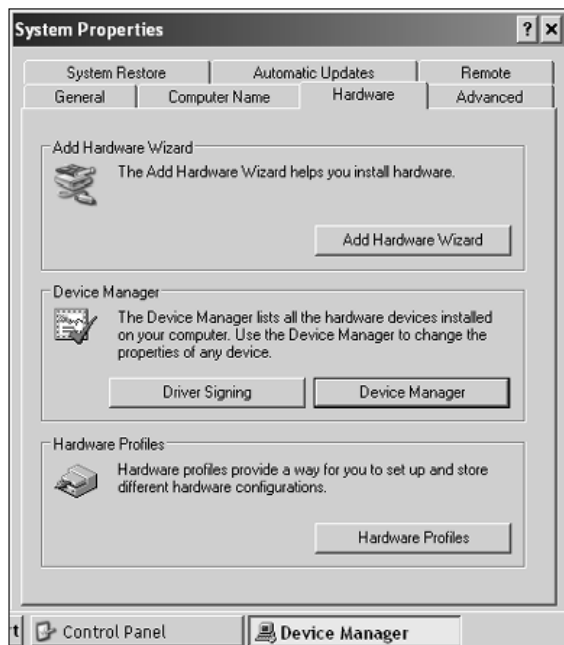 System Properties
System Restore Automatic Updates Remote
General Computer Name Hardware Advanced
Add Hardware Wizard
The Add Hardware Wizard helps you install hardware.
Add Hardware Wizard
Device Manager
The Device Manager lists all the hardware devices installed
on your computer. Use the Device Manager to change the
properties of any device.
Driver Signing Device Manager
Hardware Profiles
Hardware profiles provide a way for you to set up and store
different hardware configurations.
Hardware Profiles
t Control Panel Device Manager